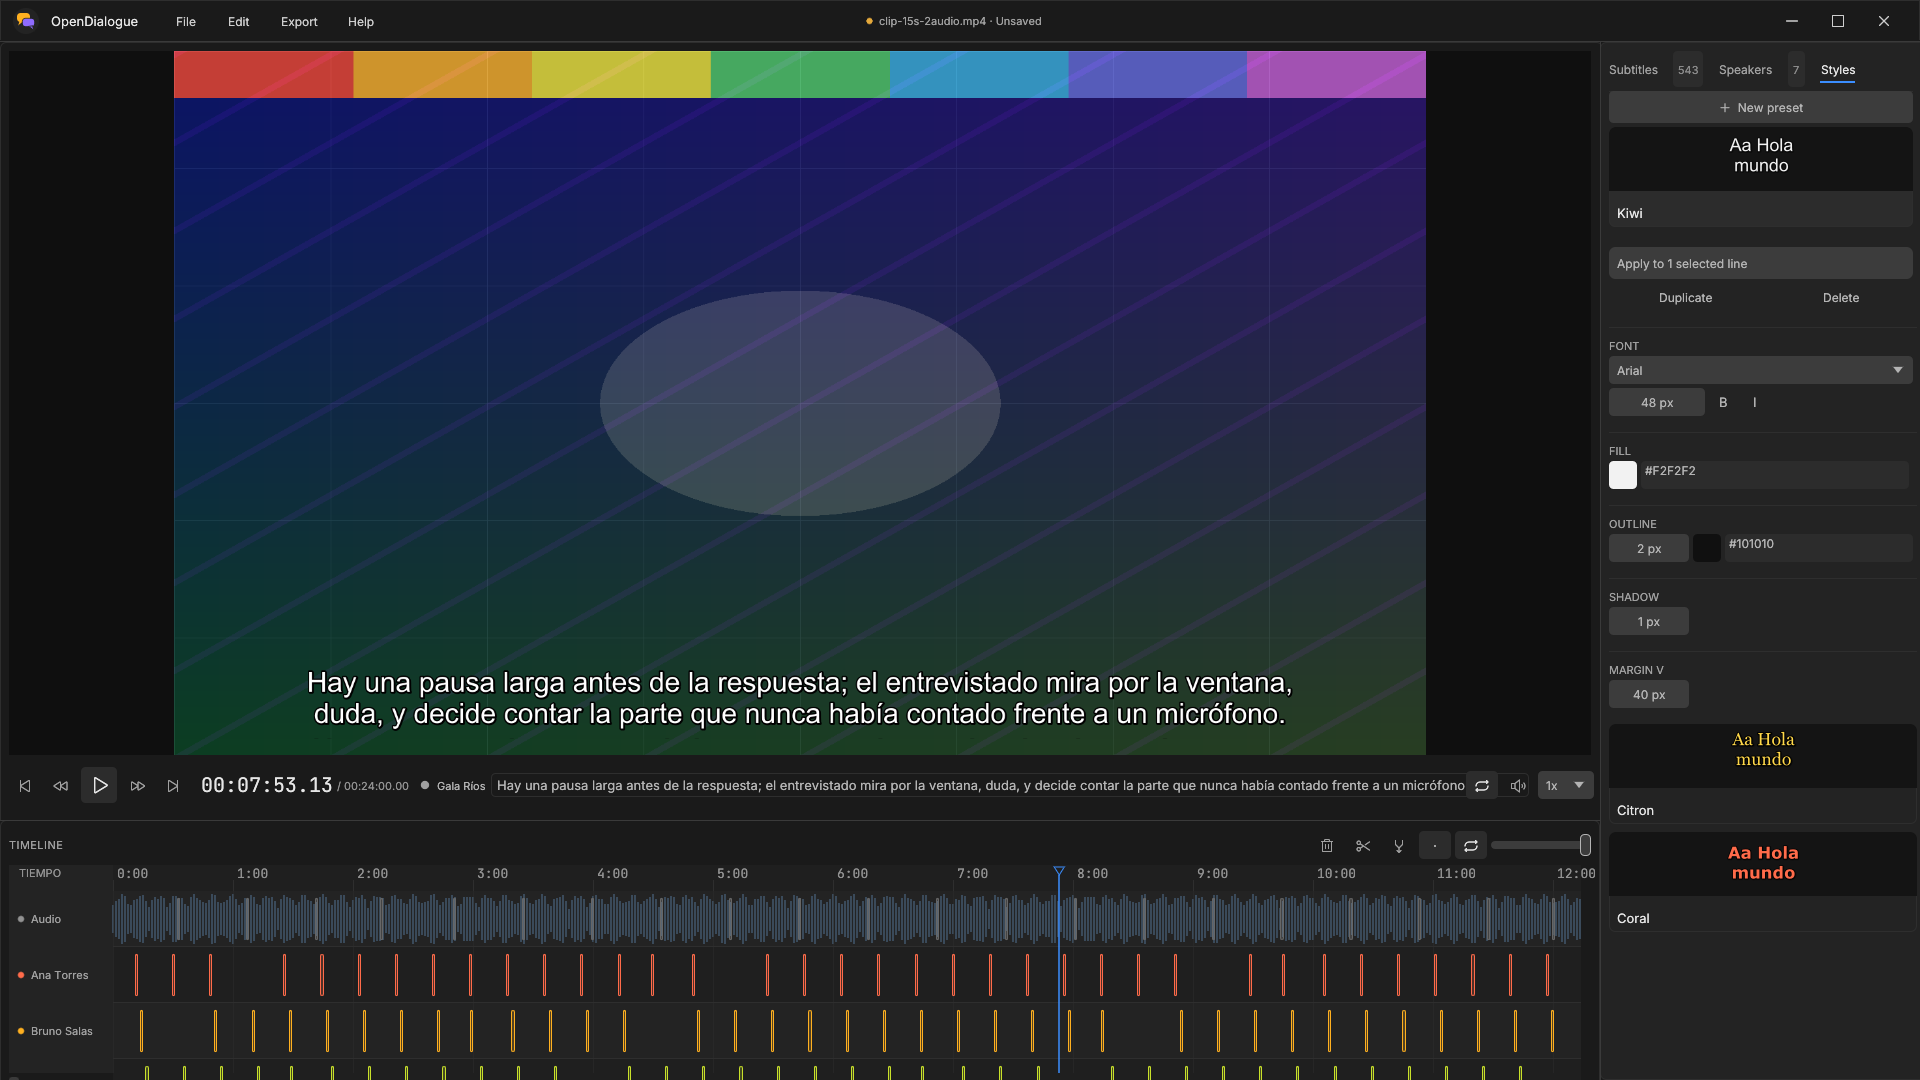 OpenDialogue
File
Edit
Export
Help
clip-15s-2audio.mp4 · Unsaved
Hay una pausa larga antes de la respuesta; el entrevistado mira por la ventana,
duda, y decide contar la parte que nunca había contado frente a un micrófono.
00:07:53.13 / 00:24:00.00
Gala Ríos
Hay una pausa larga antes de la respuesta; el entrevistado mira por la ventana, duda, y decide contar la parte que nunca había contado frente a un micrófono
1x
TIMELINE
TIEMPO
0:00 1:00 2:00 3:00 4:00 5:00 6:00 7:00 8:00 9:00 10:00 11:00 12:00
Audio
Ana Torres
Bruno Salas
Subtitles 543 Speakers 7 Styles
+ New preset
Aa Hola
mundo
Kiwi
Apply to 1 selected line
Duplicate
Delete
FONT
Arial
48 px B I
FILL
#F2F2F2
OUTLINE
2 px #101010
SHADOW
1 px
MARGIN V
40 px
Aa Hola
mundo
Citron
Aa Hola
mundo
Coral